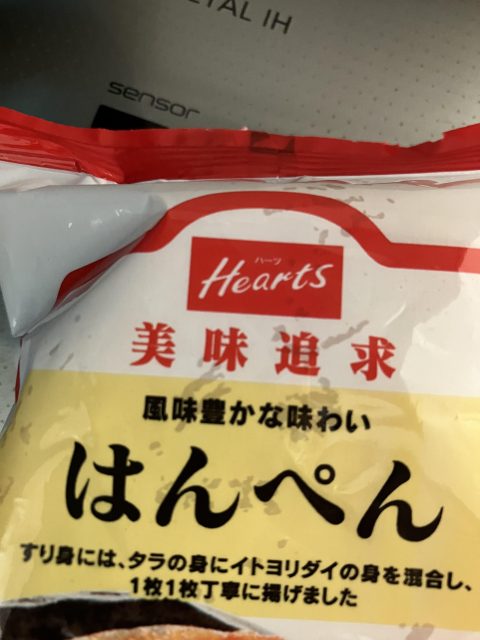 METAL IH
sensor
ハーツ
Hearts
美味追求
風味豊かな味わい
はんぺん
すり身には、タラの身にイトヨリダイの身を混合し、
1枚1枚丁寧に揚げました